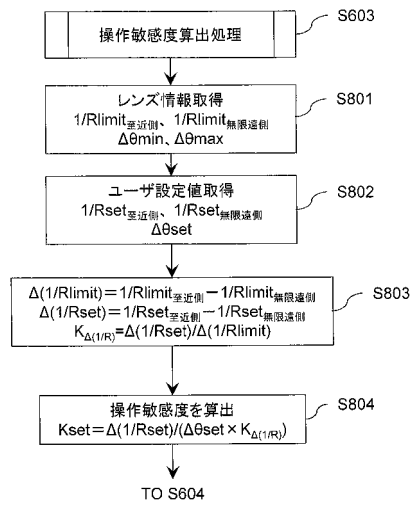 操作敏感度算出処理
S603
レンズ情報取得
1/Rlimit至近側、1/Rlimit無限遠側
Δθmin、Δθmax
S801
ユーザ設定値取得
1/Rset至近側、1/Rset無限遠側
Δθset
S802
Δ(1/Rlimit)=1/Rlimit至近側-1/Rlimit無限遠側
Δ(1/Rset)=1/Rset至近側-1/Rset無限遠側
KΔ(1/R)=Δ(1/Rset)/Δ(1/Rlimit)
S803
操作敏感度を算出
Kset=Δ(1/Rset)/(Δθset×KΔ(1/R))
S804
TO S604